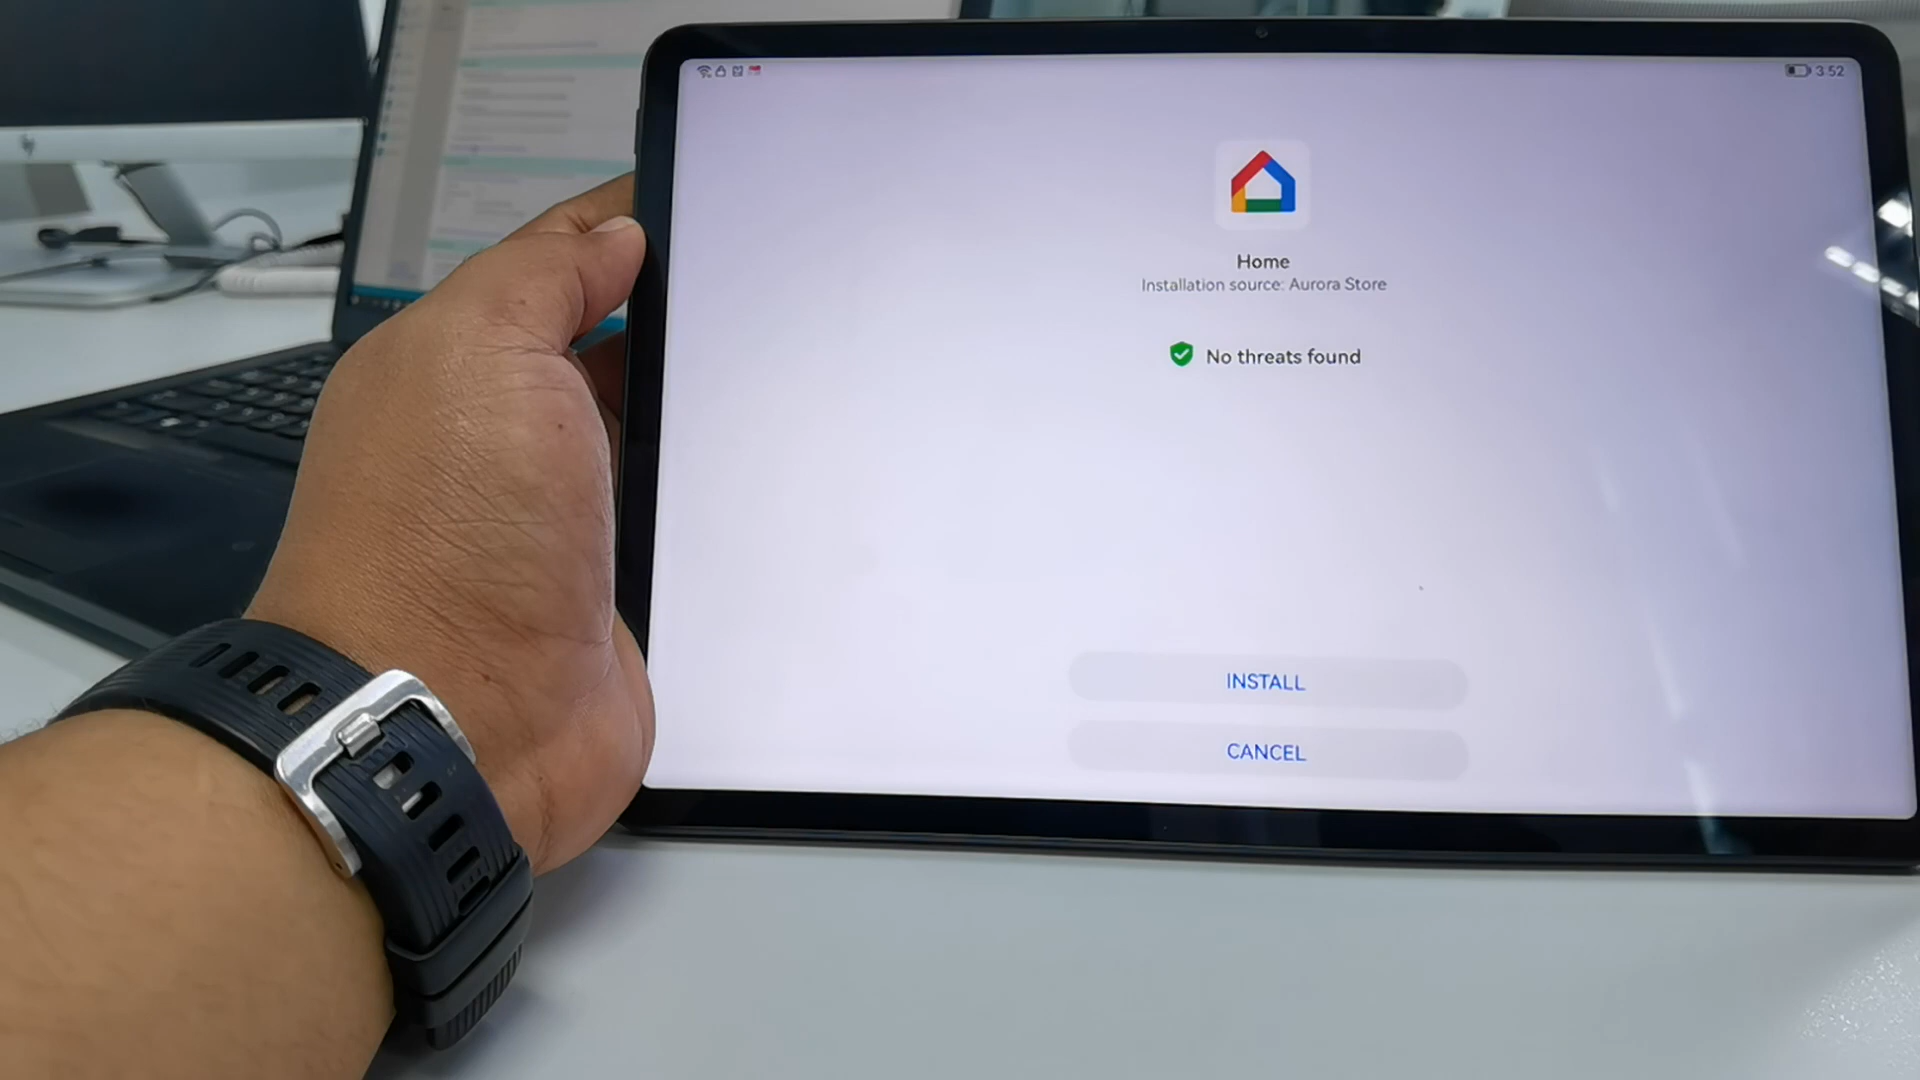 3:52
Home
Installation source: Aurora Store
No threats found
INSTALL
CANCEL